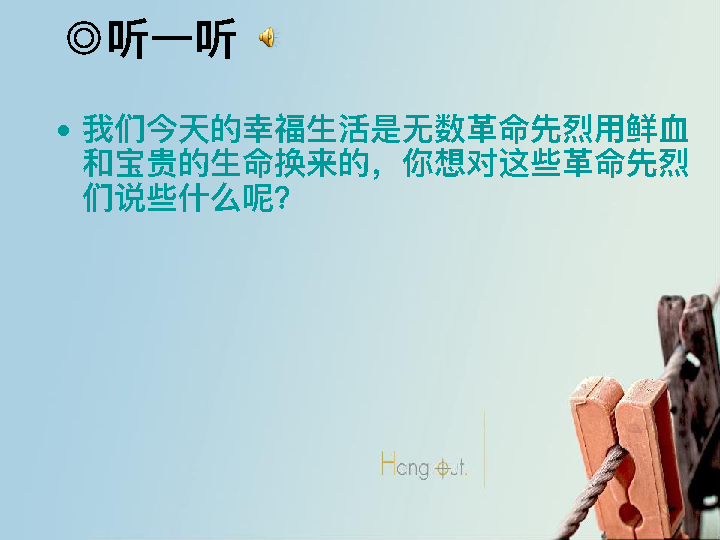 ◎听一听
• 我们今天的幸福生活是无数革命先烈用鲜血
和宝贵的生命换来的，你想对这些革命先烈
们说些什么呢?
Hang out.